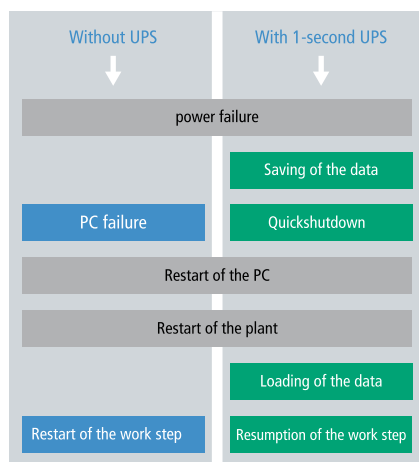 Without UPS
With 1-second UPS
power failure
Saving of the data
PC failure
Quickshutdown
Restart of the PC
Restart of the plant
Loading of the data
Restart of the work step
Resumption of the work step